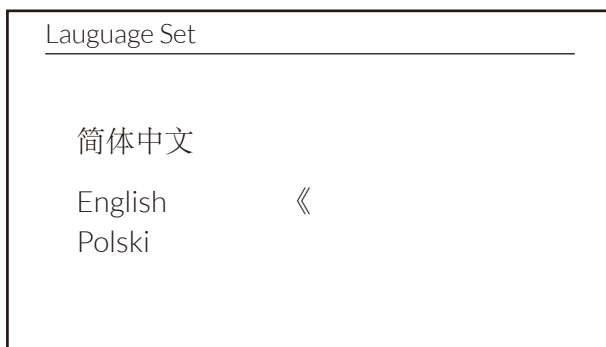 Lauguage Set
简体中文
English 《
Polski